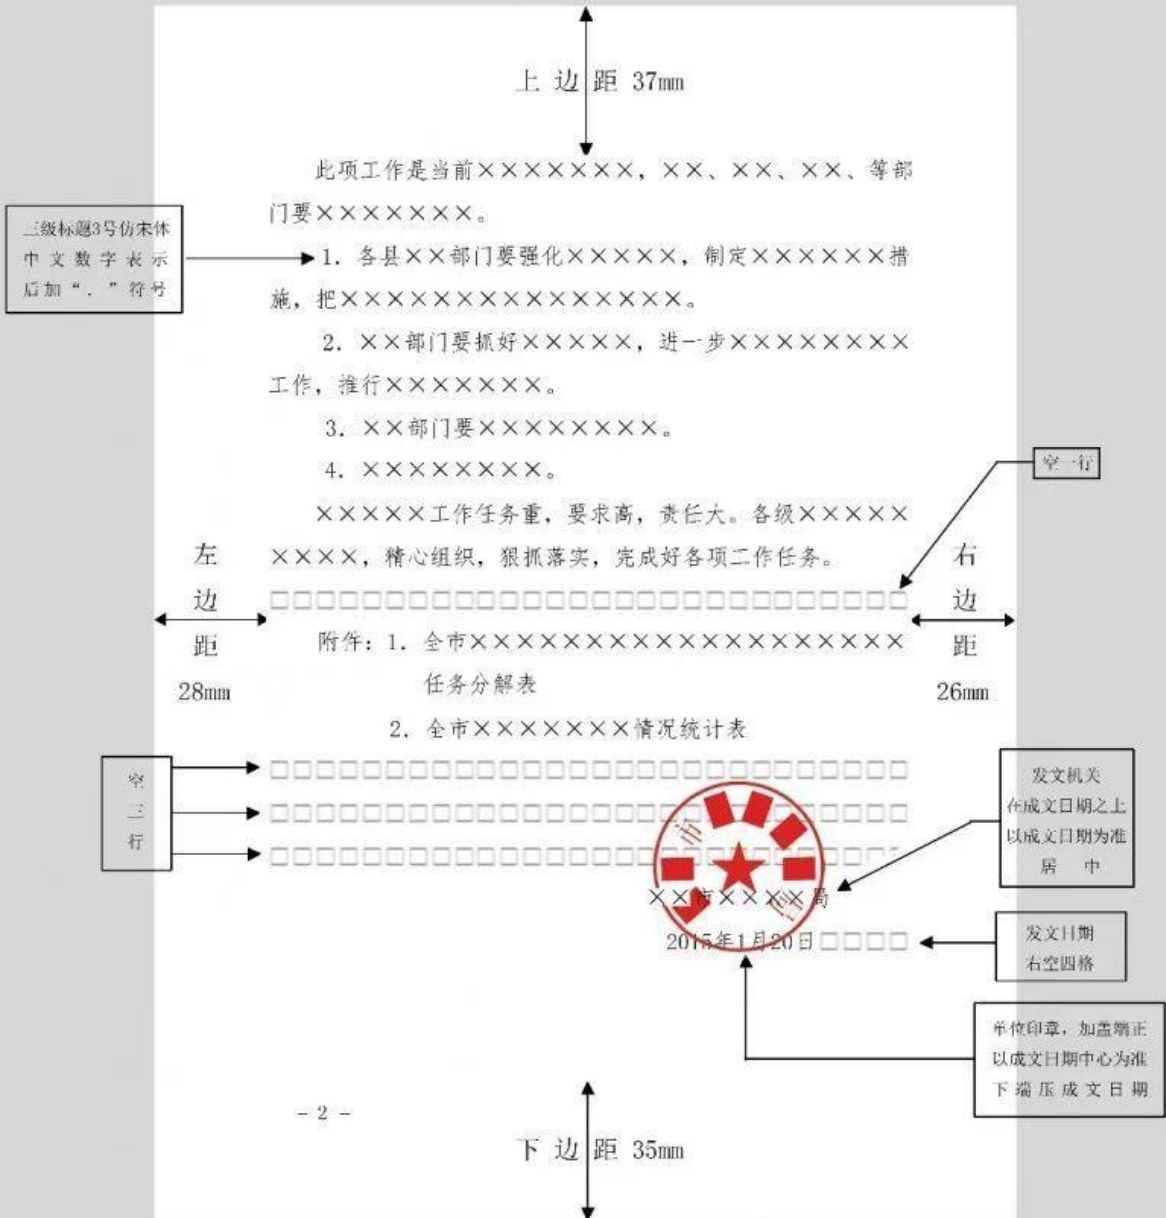 上边距 37mm
此项工作是当前×××××××，××、××、××、等部
门要×××××××。
三级标题3号仿宋体
中文数字表示
后加“．”符号
1．各县××部门要强化×××××，制定××××××措
施，把×××××××××××××××。
2．××部门要抓好×××××，进一步××××××××
工作，推行×××××××。
3．××部门要××××××××。
4．××××××××。
空一行
×××××工作任务重，要求高，责任大。各级×××××
××××，精心组织，狠抓落实，完成好各项工作任务。
左边距
28mm
右边距
26mm
□□□□□□□□□□□□□□□□□□□□□□□□□□□□
附件：1．全市×××××××××××××××××××
任务分解表
2．全市×××××××情况统计表
空三行
□□□□□□□□□□□□□□□□□□□□□□□□□□□□
□□□□□□□□□□□□□□□□□□□□□□□□□□□□
□□□□□□□□□□□□□□□□□□□□□□□□□□□□
发文机关
在成文日期之上
以成文日期为准
居中
市
××市××××局
2015年1月20日□□□□
发文日期
右空四格
单位印章，加盖端正
以成文日期中心为准
下端压成文日期
- 2 -
下边距 35mm